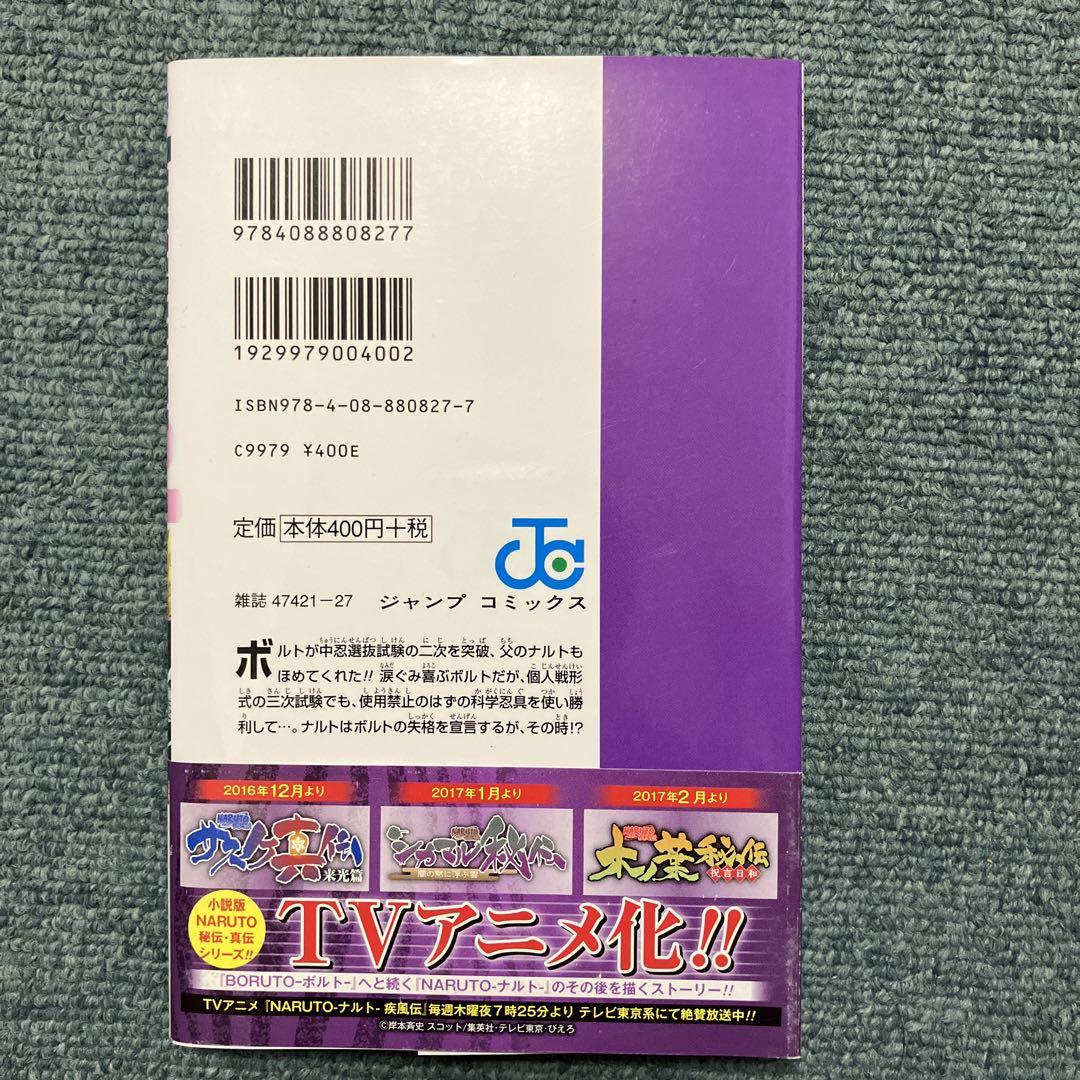 9784088808277
1929979004002
ISBN978-4-08-880827-7
C9979 ¥400E
定価 本体400円+税
雑誌 47421-27
ジャンプ コミックス
ボルトが中忍選抜試験の二次を突破、父のナルトも
ほめてくれた!! 涙ぐみ喜ぶボルトだが、個人戦形
式の三次試験でも、使用禁止のはずの科学忍具を使い勝
利して…。ナルトはボルトの失格を宣言するが、その時!?
2016年12月より
2017年1月より
2017年2月より
NARUTO
サスケ真伝
来光篇
NARUTO
シカマル秘伝
闇の黙に浮ぶ雲
NARUTO
木ノ葉秘伝
祝言日和
小説版
NARUTO
秘伝・真伝
シリーズ!!
TVアニメ化!!
『BORUTO-ボルト-』へと続く『NARUTO-ナルト-』のその後を描くストーリー!!
TVアニメ『NARUTO-ナルト- 疾風伝』毎週木曜夜7時25分より テレビ東京系にて絶賛放送中!!
©岸本斉史 スコット/集英社・テレビ東京・ぴえろ